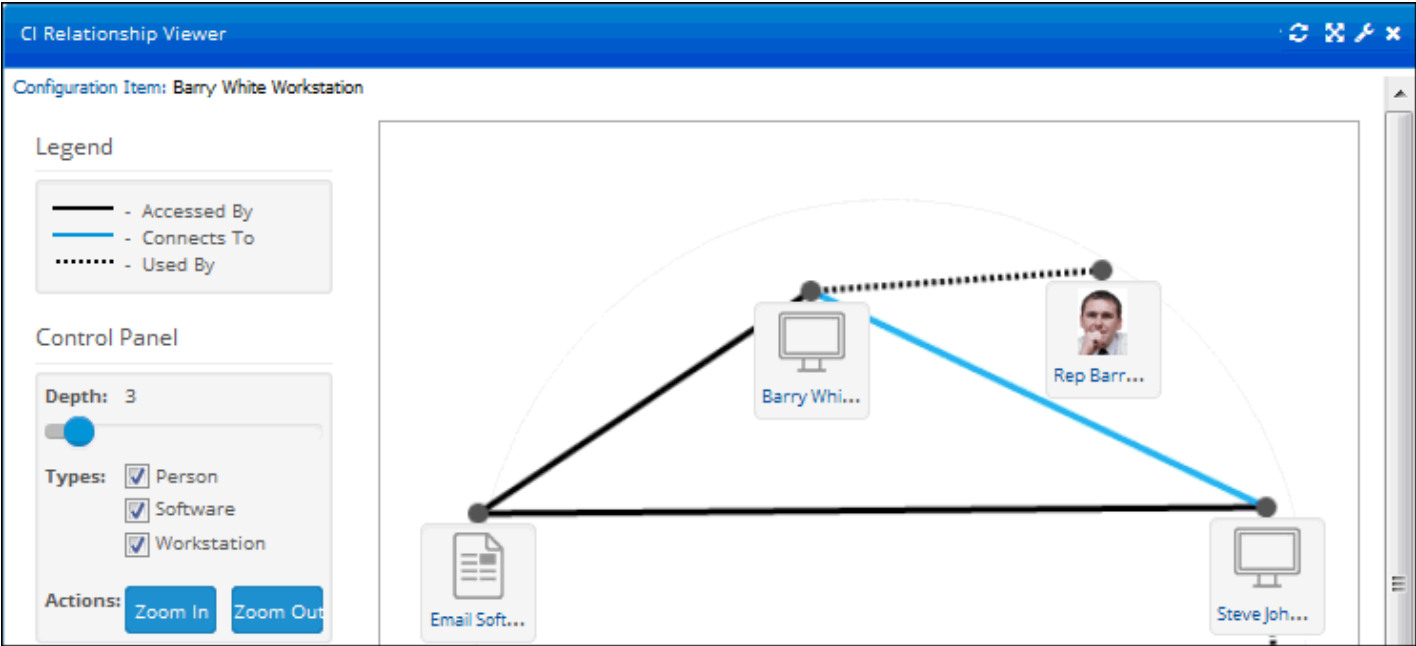 CI Relationship Viewer
Configuration Item: Barry White Workstation
Legend
- Accessed By
- Connects To
- Used By
Control Panel
Depth: 3
Types: Person
Software
Workstation
Actions: Zoom In Zoom Out
Rep Barr...
Barry Whi...
Email Soft...
Steve Joh...